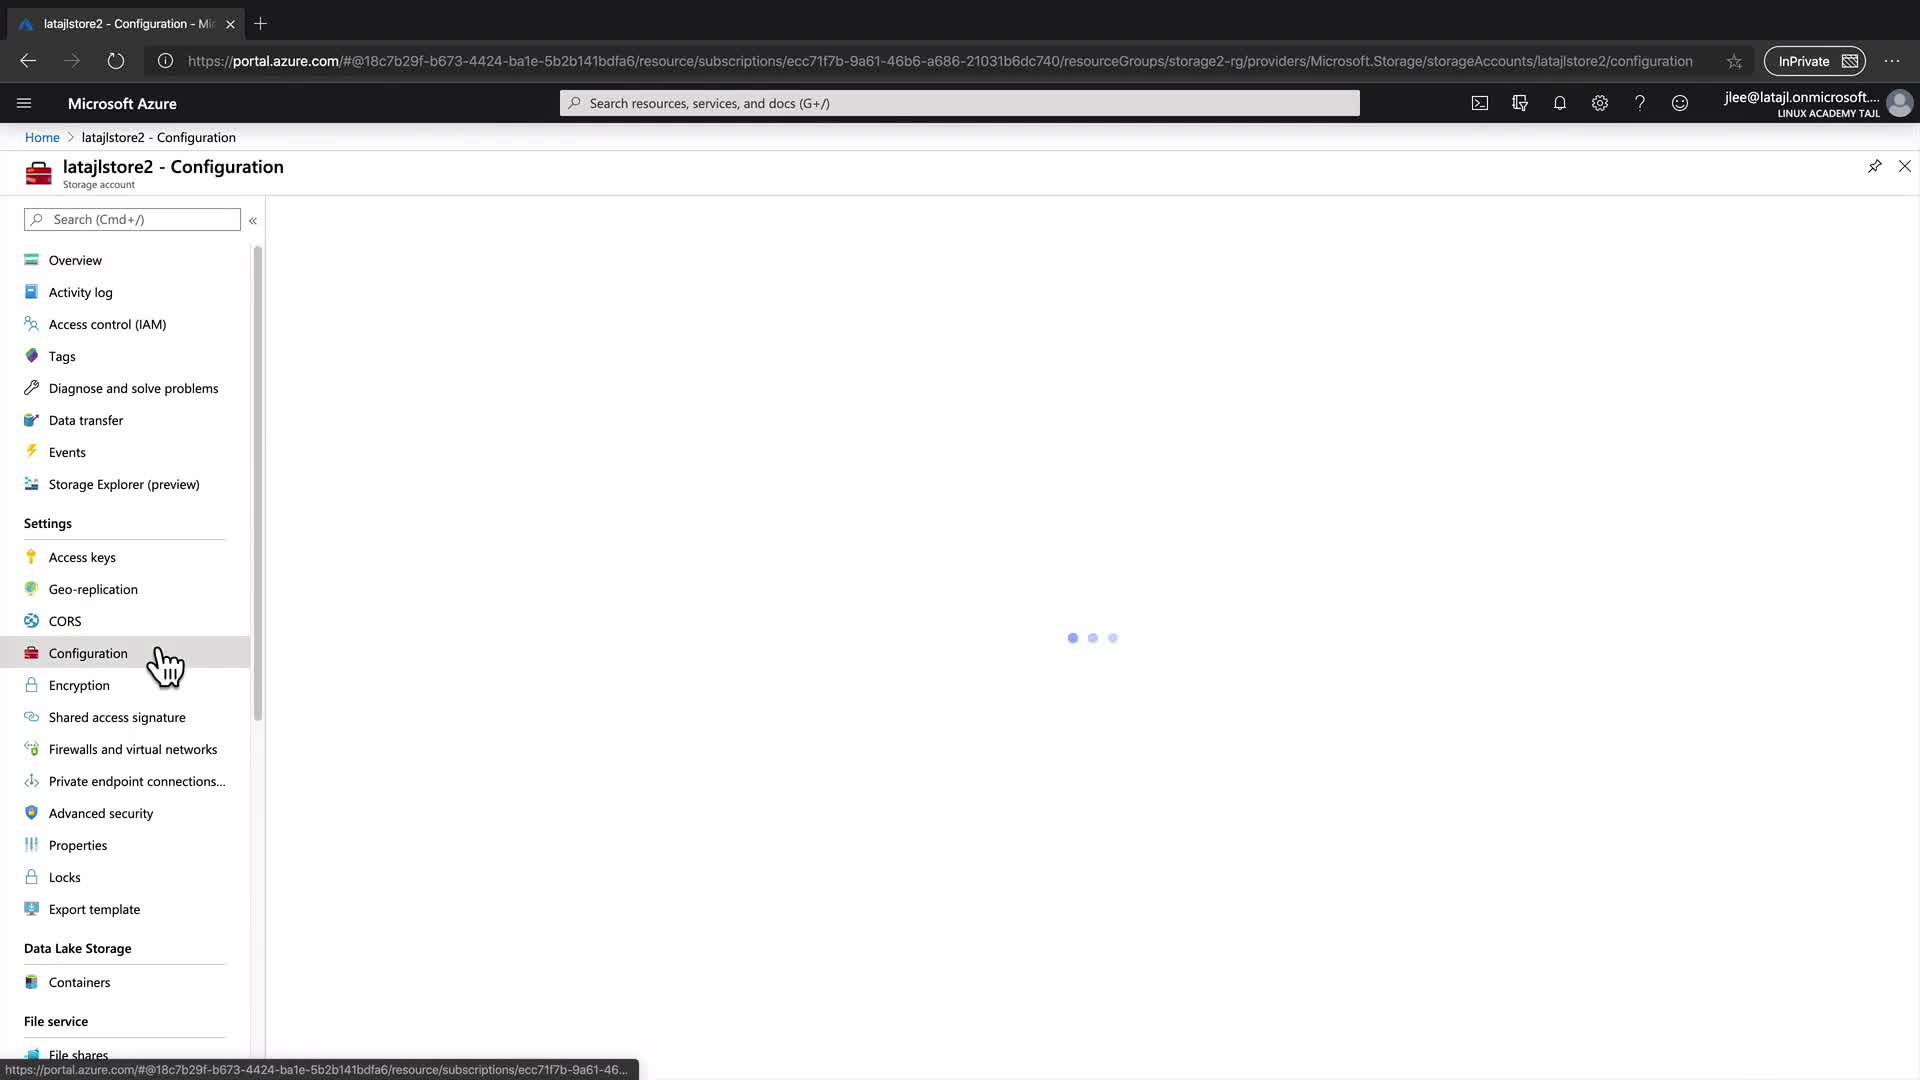 latajlstore2 - Configuration - Mi
https://portal.azure.com/#@18c7b29f-b673-4424-ba1e-5b2b141bdfa6/resource/subscriptions/ecc71f7b-9a61-46b6-a686-21031b6dc740/resourceGroups/storage2-rg/providers/Microsoft.Storage/storageAccounts/latajlstore2/configuration
InPrivate
Microsoft Azure
Search resources, services, and docs (G+/)
jlee@latajl.onmicrosoft....
LINUX ACADEMY TAJL
Home > latajlstore2 - Configuration
latajlstore2 - Configuration
Storage account
Search (Cmd+/)
Overview
Activity log
Access control (IAM)
Tags
Diagnose and solve problems
Data transfer
Events
Storage Explorer (preview)
Settings
Access keys
Geo-replication
CORS
Configuration
Encryption
Shared access signature
Firewalls and virtual networks
Private endpoint connections...
Advanced security
Properties
Locks
Export template
Data Lake Storage
Containers
File service
File shares
https://portal.azure.com/#@18c7b29f-b673-4424-ba1e-5b2b141bdfa6/resource/subscriptions/ecc71f7b-9a61-46...